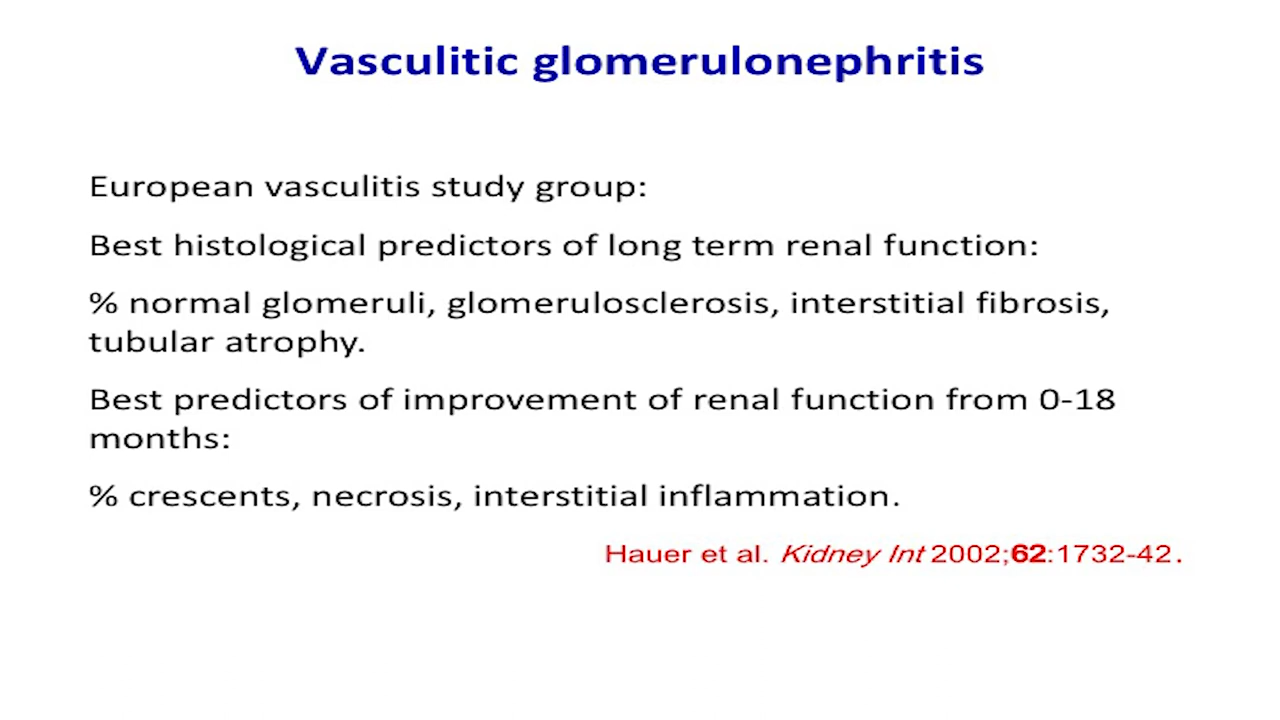 Vasculitic glomerulonephritis
European vasculitis study group:
Best histological predictors of long term renal function:
% normal glomeruli, glomerulosclerosis, interstitial fibrosis,
tubular atrophy.
Best predictors of improvement of renal function from 0-18
months:
% crescents, necrosis, interstitial inflammation.
Hauer et al. Kidney Int 2002;62:1732-42.